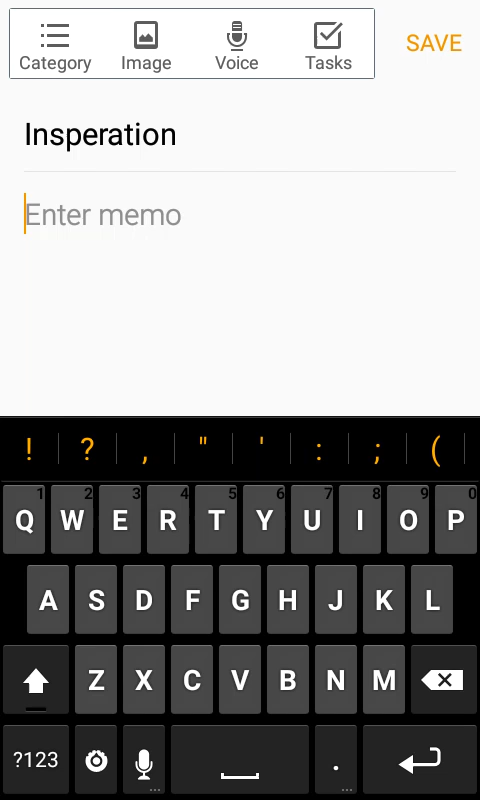 Category Image Voice Tasks SAVE
Insperation
Enter memo
! ? , " ' : ; (
1 2 3 4 5 6 7 8 9 0
Q W E R T Y U I O P
A S D F G H J K L
Z X C V B N M
?123 . ...